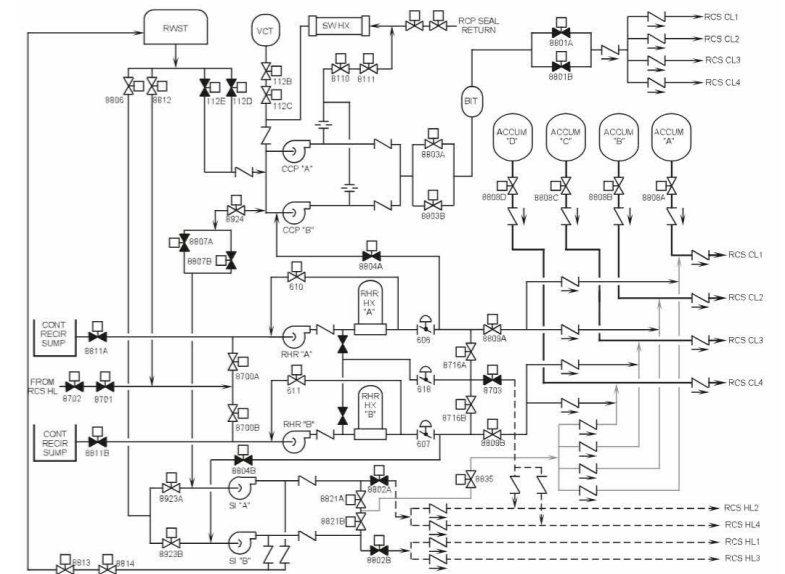 RWST
VCT
SW HX
RCP SEAL
RETURN
8801A
8801B
RCS CL1
RCS CL2
RCS CL3
RCS CL4
8806
8812
112E
112D
112B
112C
8110
8111
BIT
ACCUM
"D"
ACCUM
"C"
ACCUM
"B"
ACCUM
"A"
CCP "A"
8803A
8808D
8808C
8808B
8808A
8924
CCP "B"
8803B
8807A
8807B
8804A
RCS CL1
610
RHR
HX
"A"
RCS CL2
CONT
RECIR
SUMP
8811A
RHR "A"
606
8809A
RCS CL3
8700A
8716A
FROM
RCS HL
8702
8701
611
618
8703
RCS CL4
RHR
HX
"B"
8700B
8716B
CONT
RECIR
SUMP
8811B
RHR "B"
607
8809B
8804B
8923A
SI "A"
8802A
8835
8821A
8821B
RCS HL2
RCS HL4
8923B
SI "B"
8802B
RCS HL1
RCS HL3
8813
8814